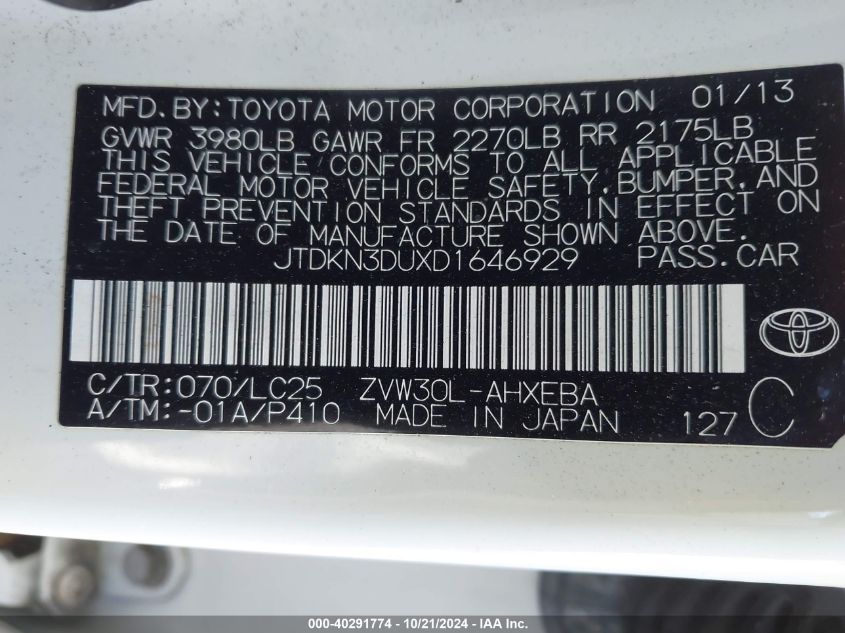 MFD. BY: TOYOTA MOTOR CORPORATION 01/13
GVWR 3980LB GAWR FR 2270LB RR 2175LB
THIS VEHICLE CONFORMS TO ALL APPLICABLE
FEDERAL MOTOR VEHICLE SAFETY, BUMPER, AND
THEFT PREVENTION STANDARDS IN EFFECT ON
THE DATE OF MANUFACTURE SHOWN ABOVE.
JTDKN3DUXD1646929 PASS. CAR
C/TR: 070/LC25 ZVW30L-AHXEBA C
A/TM: -01A/P410 MADE IN JAPAN 127
000-40291774 - 10/21/2024 - IAA Inc.